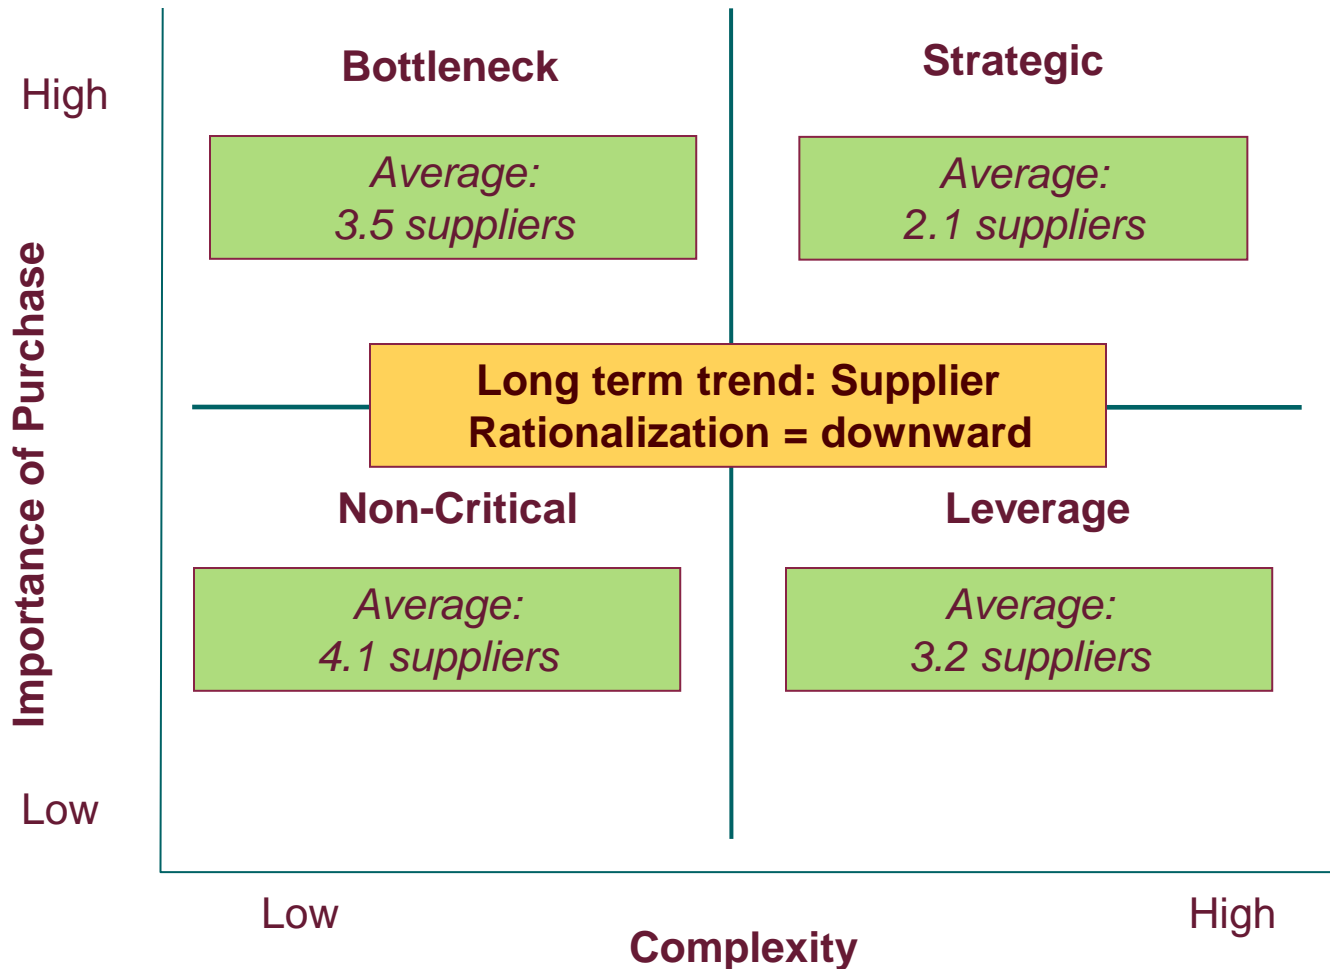 Bottleneck
Strategic
High
Average:
3.5 suppliers
Average:
2.1 suppliers
Importance of Purchase
Long term trend: Supplier
Rationalization = downward
Non-Critical
Leverage
Average:
4.1 suppliers
Average:
3.2 suppliers
Low
Low
High
Complexity